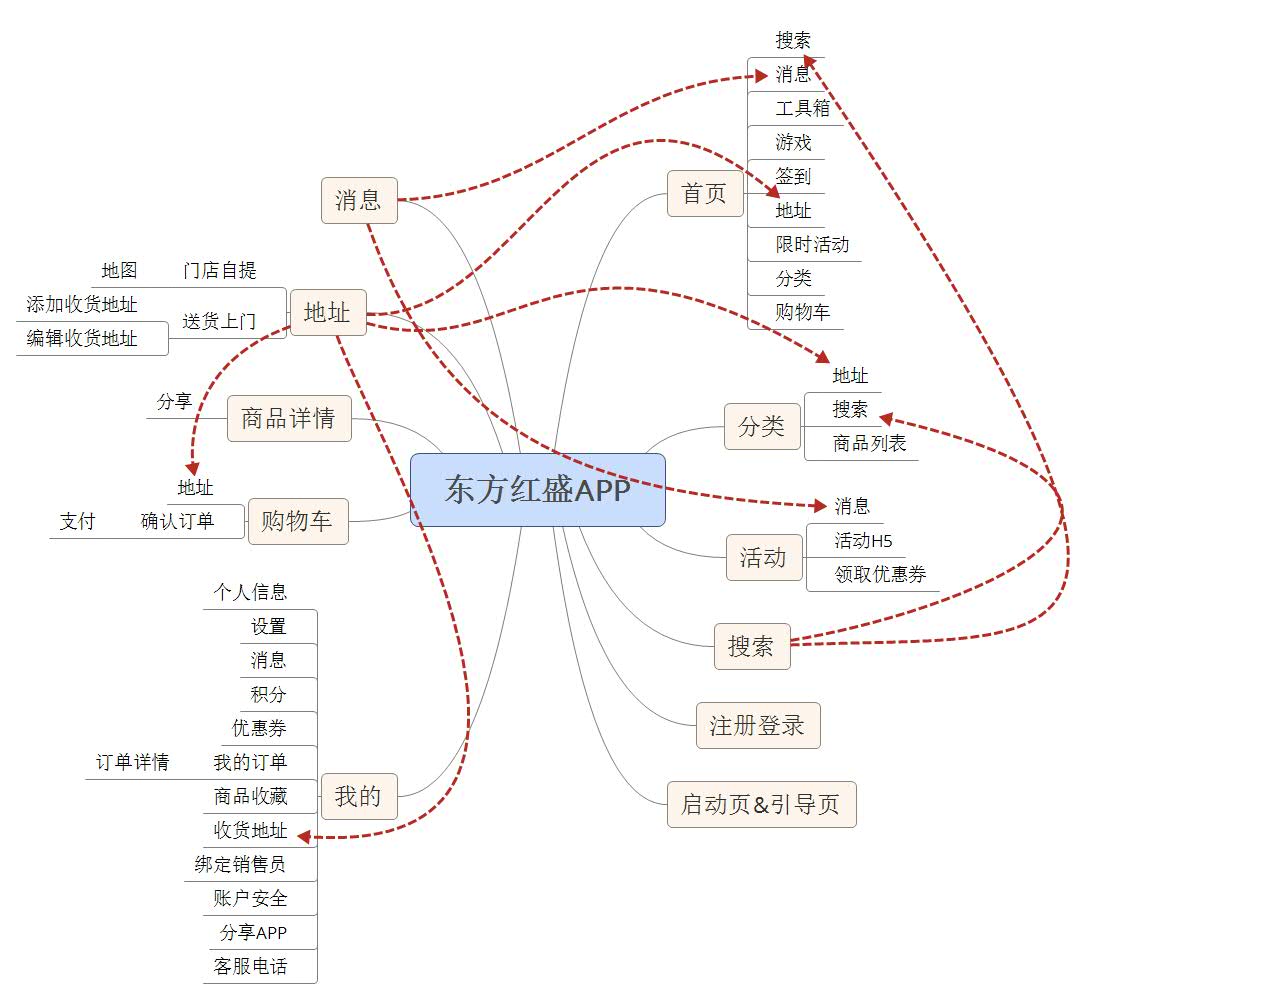 东方红盛APP
首页
搜索
消息
工具箱
游戏
签到
地址
限时活动
分类
购物车
分类
地址
搜索
商品列表
活动
消息
活动H5
领取优惠券
搜索
注册登录
启动页&引导页
消息
地址
门店自提
地图
送货上门
添加收货地址
编辑收货地址
商品详情
分享
购物车
地址
确认订单
支付
我的
个人信息
设置
消息
积分
优惠券
我的订单
订单详情
商品收藏
收货地址
绑定销售员
账户安全
分享APP
客服电话